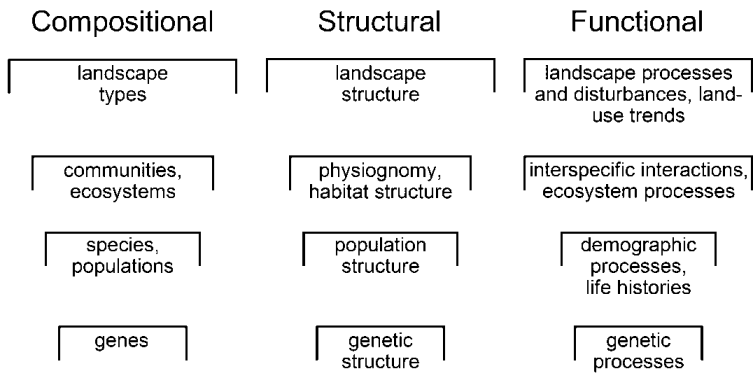 Compositional
Structural
Functional
landscape
types
landscape
structure
landscape processes
and disturbances, land-
use trends
communities,
ecosystems
physiognomy,
habitat structure
interspecific interactions,
ecosystem processes
species,
populations
population
structure
demographic
processes,
life histories
genes
genetic
structure
genetic
processes